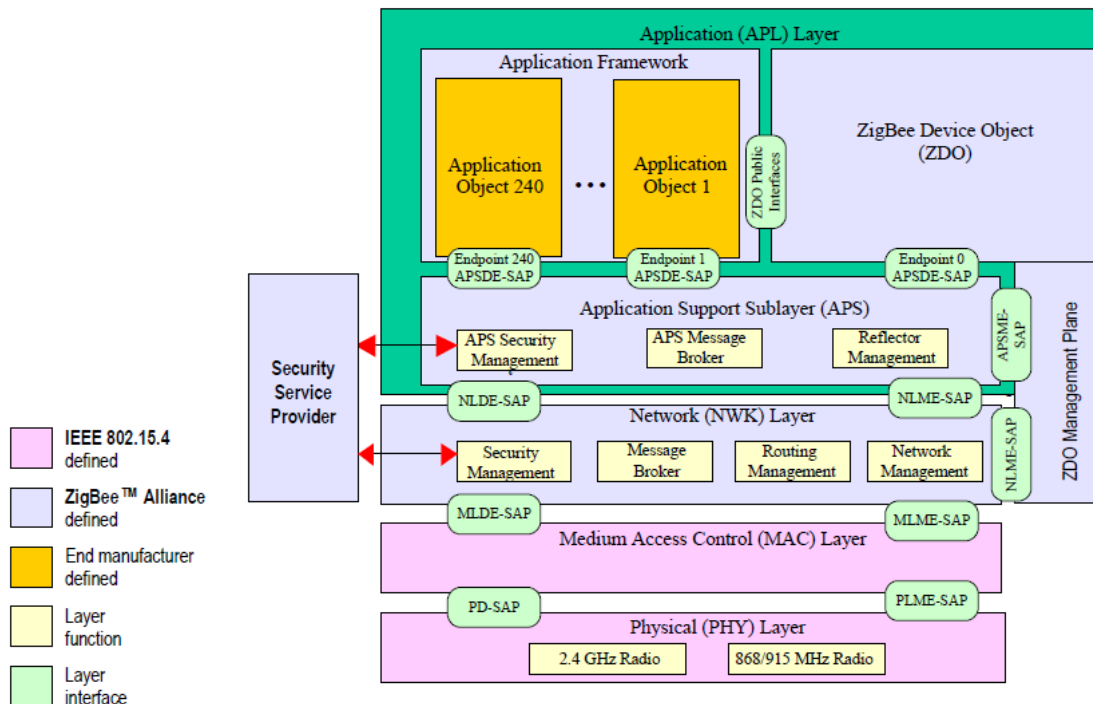 Application (APL) Layer
Application Framework
ZigBee Device Object
(ZDO)
Application
Object 240
...
Application
Object 1
ZDO Public
Interfaces
Endpoint 240
APSDE-SAP
Endpoint 1
APSDE-SAP
Endpoint 0
APSDE-SAP
Application Support Sublayer (APS)
APS Security
Management
APS Message
Broker
Reflector
Management
APSME-
SAP
Security
Service
Provider
NLDE-SAP
NLME-SAP
Network (NWK) Layer
Security
Management
Message
Broker
Routing
Management
Network
Management
NLME-SAP
ZDO Management Plane
MLDE-SAP
MLME-SAP
Medium Access Control (MAC) Layer
PD-SAP
PLME-SAP
Physical (PHY) Layer
2.4 GHz Radio
868/915 MHz Radio
IEEE 802.15.4
defined
ZigBee™ Alliance
defined
End manufacturer
defined
Layer
function
Layer
interface